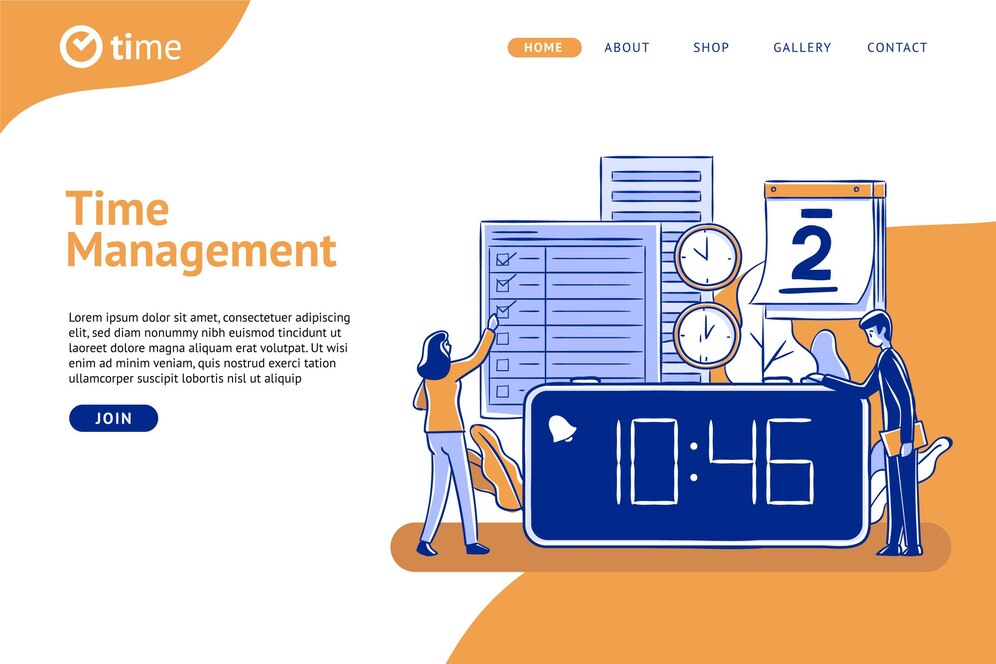 time
HOME ABOUT SHOP GALLERY CONTACT
Time
Management
Lorem ipsum dolor sit amet, consectetuer adipiscing
elit, sed diam nonummy nibh euismod tincidunt ut
laoreet dolore magna aliquam erat volutpat. Ut wisi
enim ad minim veniam, quis nostrud exerci tation
ullamcorper suscipit lobortis nisl ut aliquip
JOIN
2
10:46